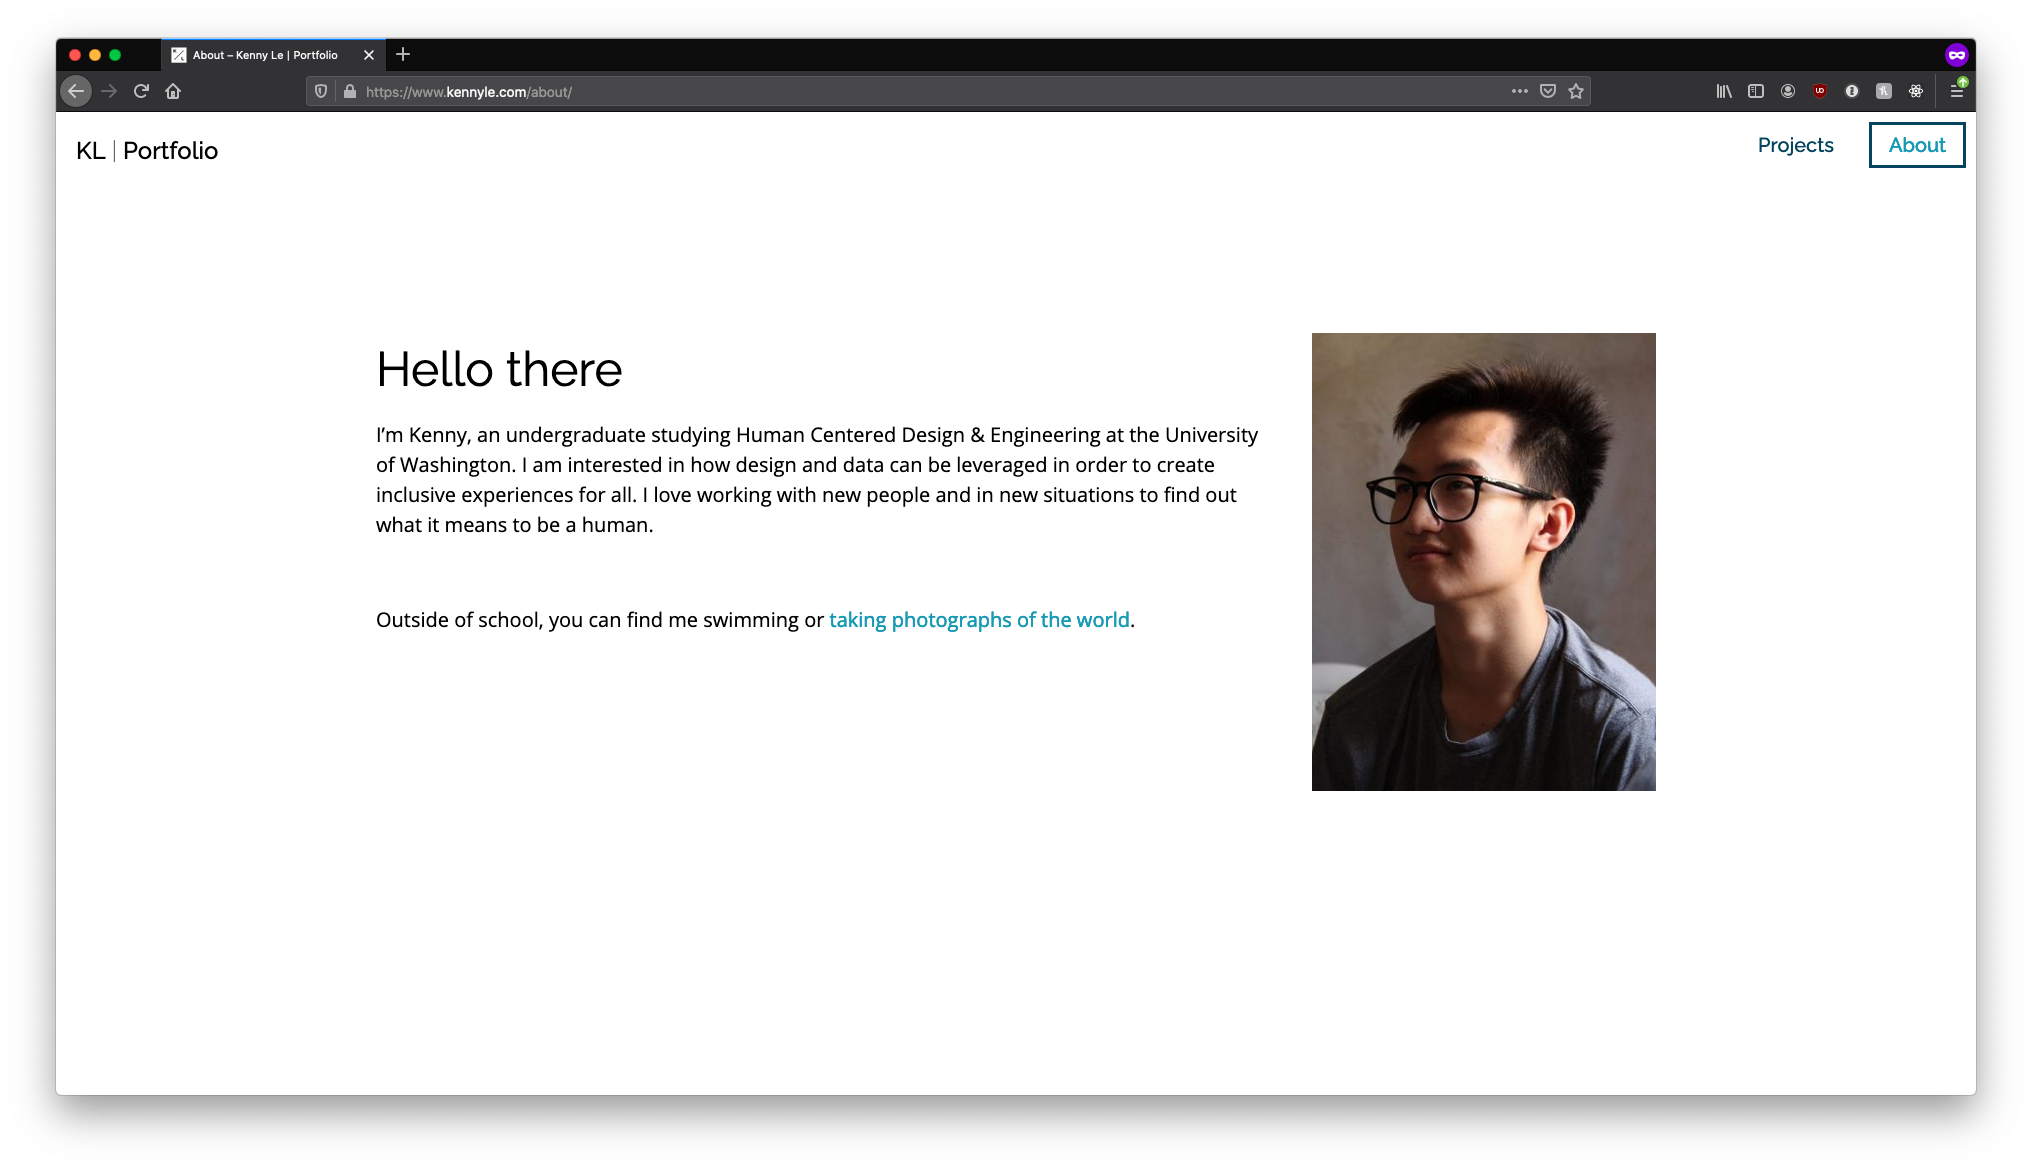 About – Kenny Le | Portfolio
https://www.kennyle.com/about/
KL | Portfolio
Projects
About
Hello there
I’m Kenny, an undergraduate studying Human Centered Design & Engineering at the University
of Washington. I am interested in how design and data can be leveraged in order to create
inclusive experiences for all. I love working with new people and in new situations to find out
what it means to be a human.
Outside of school, you can find me swimming or taking photographs of the world.